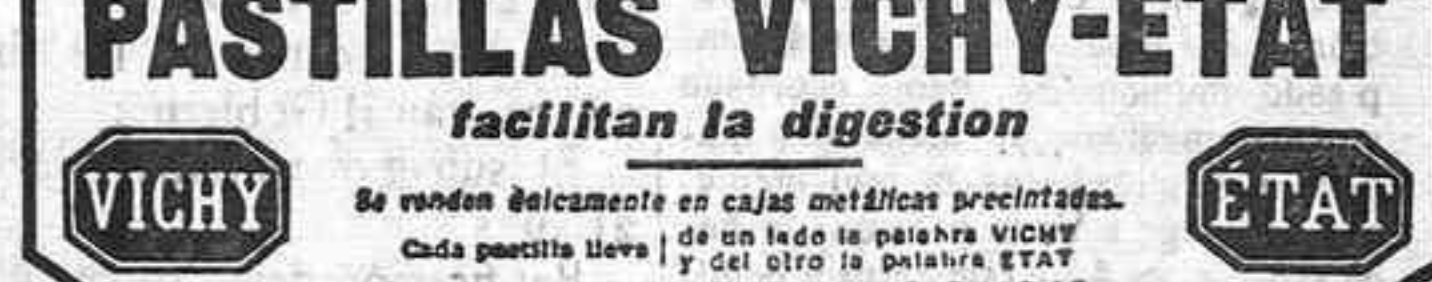 PASTILLAS VICHY-ETAT
facilitan la digestion
VICHY
ÉTAT
Se venden únicamente en cajas metálicas precintadas.
Cada pastilla lleva
de un lado la palabra VICHY
y del otro la palabra ETAT